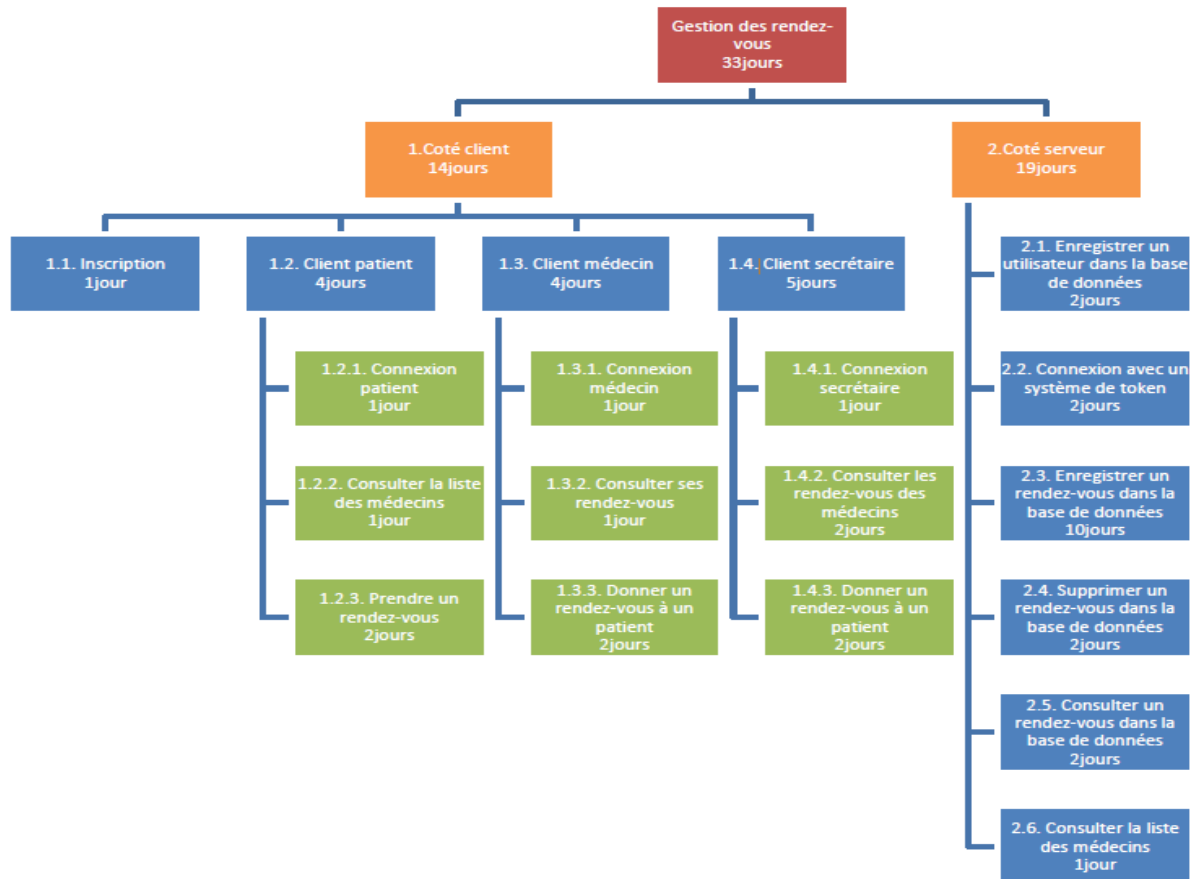 Gestion des rendez-
vous
33jours
1.Coté client
14jours
2.Coté serveur
19jours
1.1. Inscription
1jour
1.2. Client patient
4jours
1.3. Client médecin
4jours
1.4. Client secrétaire
5jours
2.1. Enregistrer un
utilisateur dans la base
de données
2jours
1.2.1. Connexion
patient
1jour
1.3.1. Connexion
médecin
1jour
1.4.1. Connexion
secrétaire
1jour
2.2. Connexion avec un
système de token
2jours
1.2.2. Consulter la liste
des médecins
1jour
1.3.2. Consulter ses
rendez-vous
1jour
1.4.2. Consulter les
rendez-vous des
médecins
2jours
2.3. Enregistrer un
rendez-vous dans la
base de données
10jours
1.2.3. Prendre un
rendez-vous
2jours
1.3.3. Donner un
rendez-vous à un
patient
2jours
1.4.3. Donner un
rendez-vous à un
patient
2jours
2.4. Supprimer un
rendez-vous dans la
base de données
2jours
2.5. Consulter un
rendez-vous dans la
base de données
2jours
2.6. Consulter la liste
des médecins
1jour